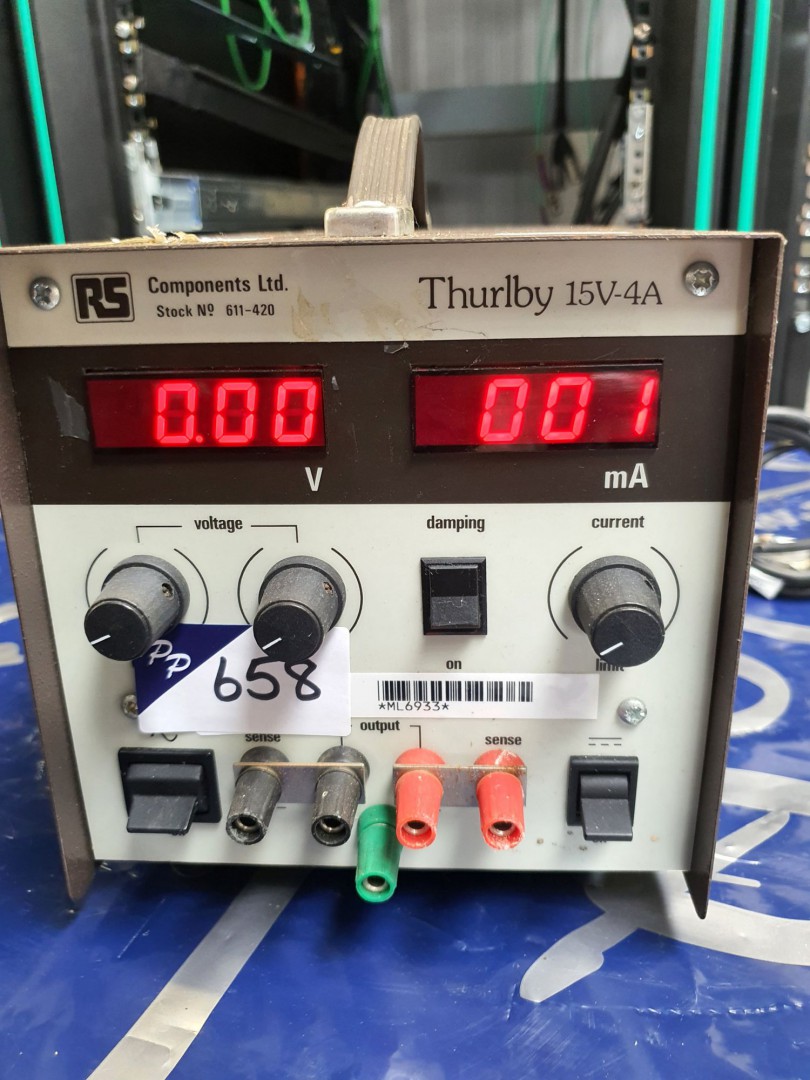 RS
Components Ltd.
Stock Nº 611-420
Thurlby 15V-4A
0.00
V
001
mA
voltage
damping
current
on
limit
PP
658
*ML6933*
output
sense
sense